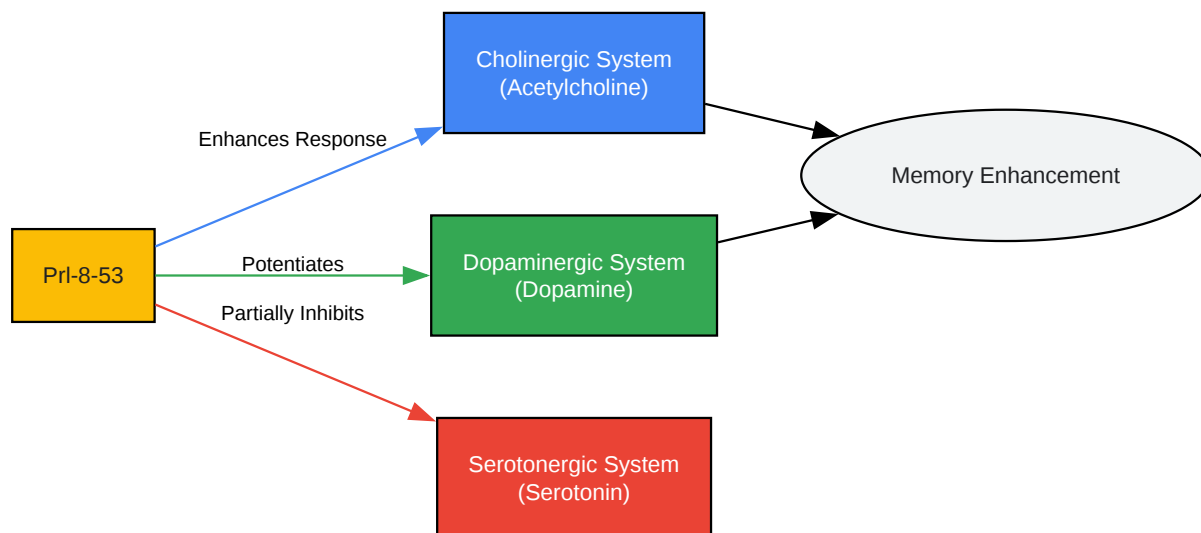 Cholinergic System
(Acetylcholine)
Enhances Response
Memory Enhancement
Prl-8-53
Potentiates
Dopaminergic System
(Dopamine)
Partially Inhibits
Serotonergic System
(Serotonin)